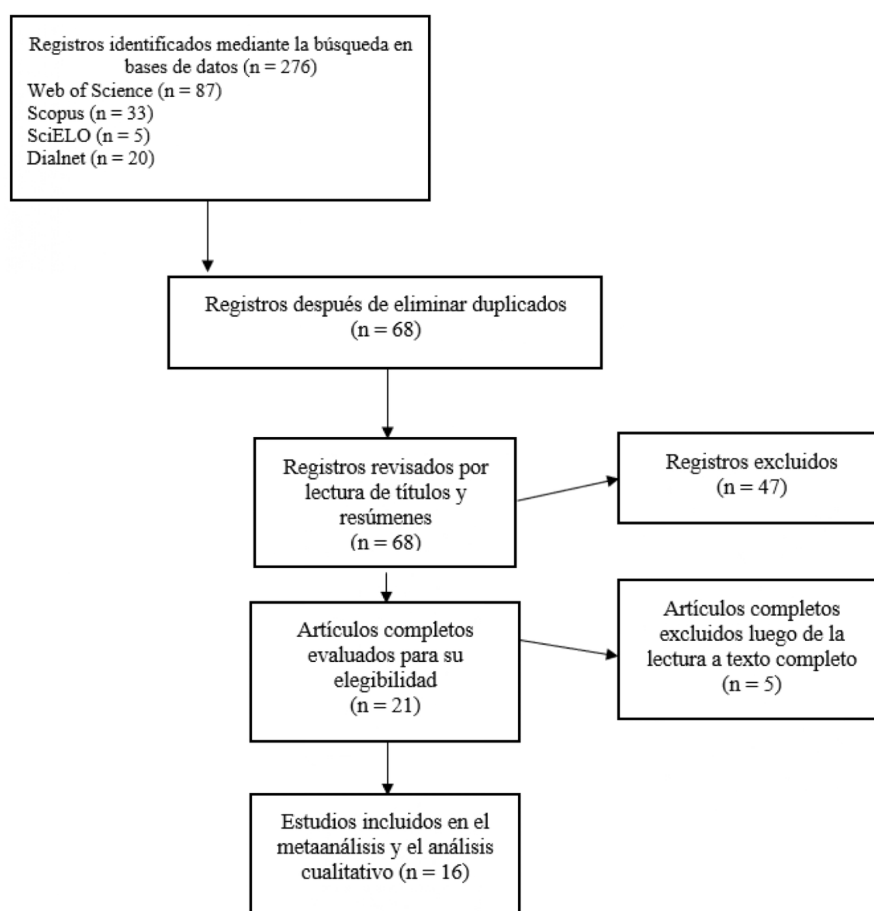 Registros identificados mediante la búsqueda en
bases de datos (n = 276)
Web of Science (n = 87)
Scopus (n = 33)
SciELO (n = 5)
Dialnet (n = 20)
Registros después de eliminar duplicados
(n = 68)
Registros revisados por
lectura de títulos y
resúmenes
(n = 68)
Registros excluidos
(n = 47)
Artículos completos
evaluados para su
elegibilidad
(n = 21)
Artículos completos
excluidos luego de la
lectura a texto completo
(n = 5)
Estudios incluidos en el
metaanálisis y el análisis
cualitativo (n = 16)